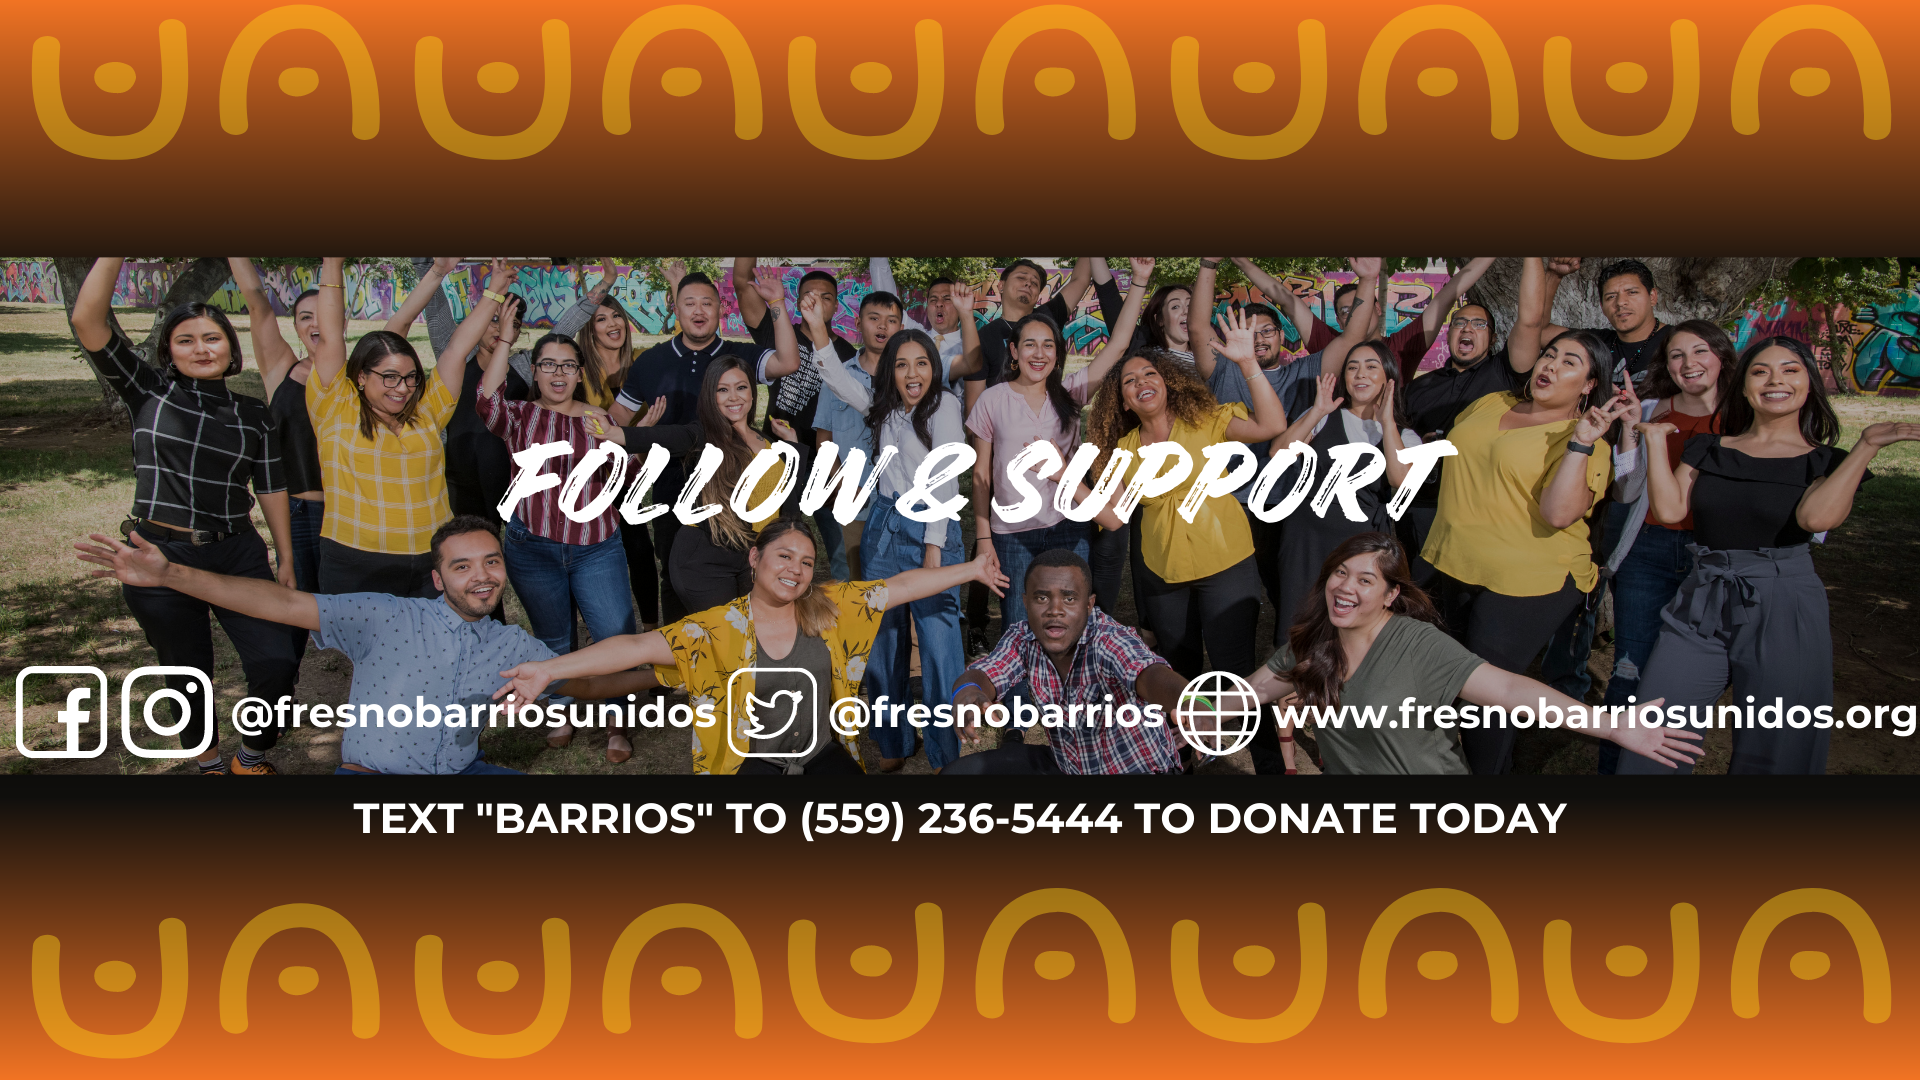 FOLLOW & SUPPORT
@fresnobarriosunidos @fresnobarrios www.fresnobarriosunidos.org
TEXT "BARRIOS" TO (559) 236-5444 TO DONATE TODAY